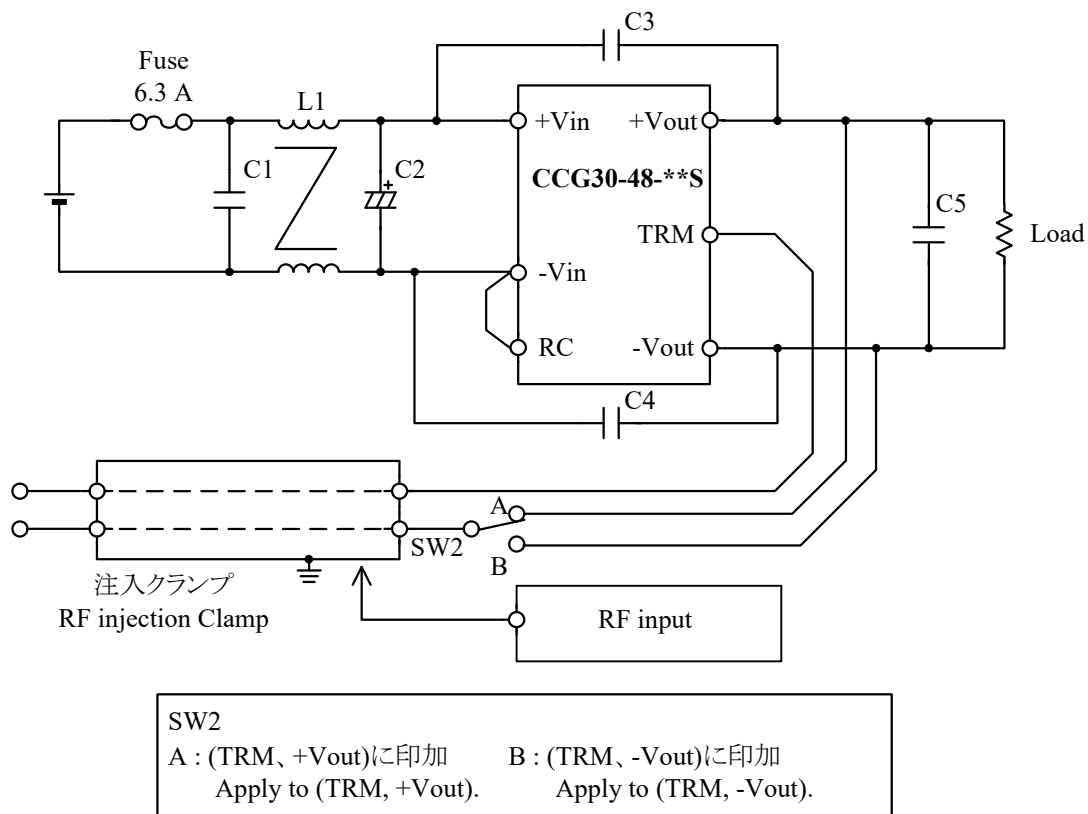 C3
Fuse
6.3 A
L1
+Vin
+Vout
C1
C2
CCG30-48-**S
C5
TRM
Load
-Vin
RC
-Vout
C4
A
SW2
B
注入クランプ
RF injection Clamp
RF input
SW2
A : (TRM、+Vout)に印加 B : (TRM、-Vout)に印加
Apply to (TRM, +Vout). Apply to (TRM, -Vout).